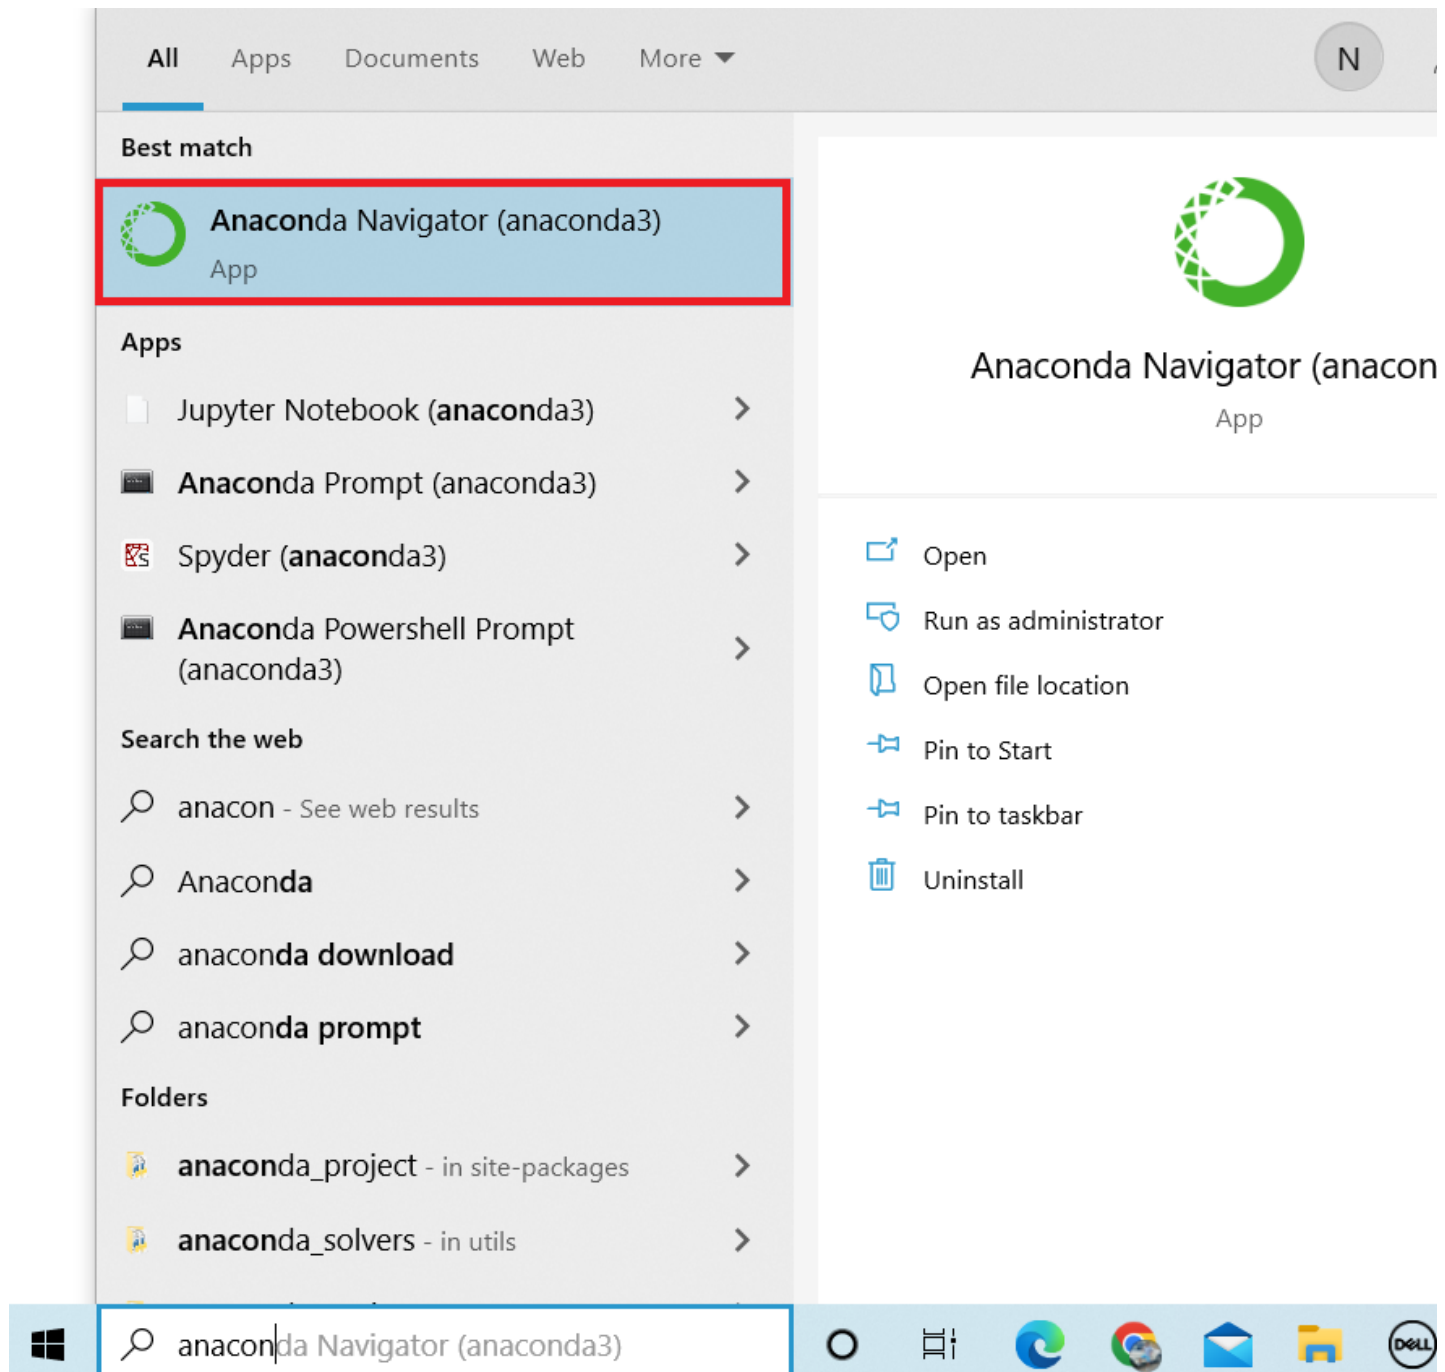 All Apps Documents Web More N
Best match
Anaconda Navigator (anaconda3)
App
Apps
Jupyter Notebook (anaconda3)
Anaconda Prompt (anaconda3)
Spyder (anaconda3)
Anaconda Powershell Prompt
(anaconda3)
Search the web
anacon - See web results
Anaconda
anaconda download
anaconda prompt
Folders
anaconda_project - in site-packages
anaconda_solvers - in utils
Anaconda Navigator (anacon
App
Open
Run as administrator
Open file location
Pin to Start
Pin to taskbar
Uninstall
anaconda Navigator (anaconda3)
DELL